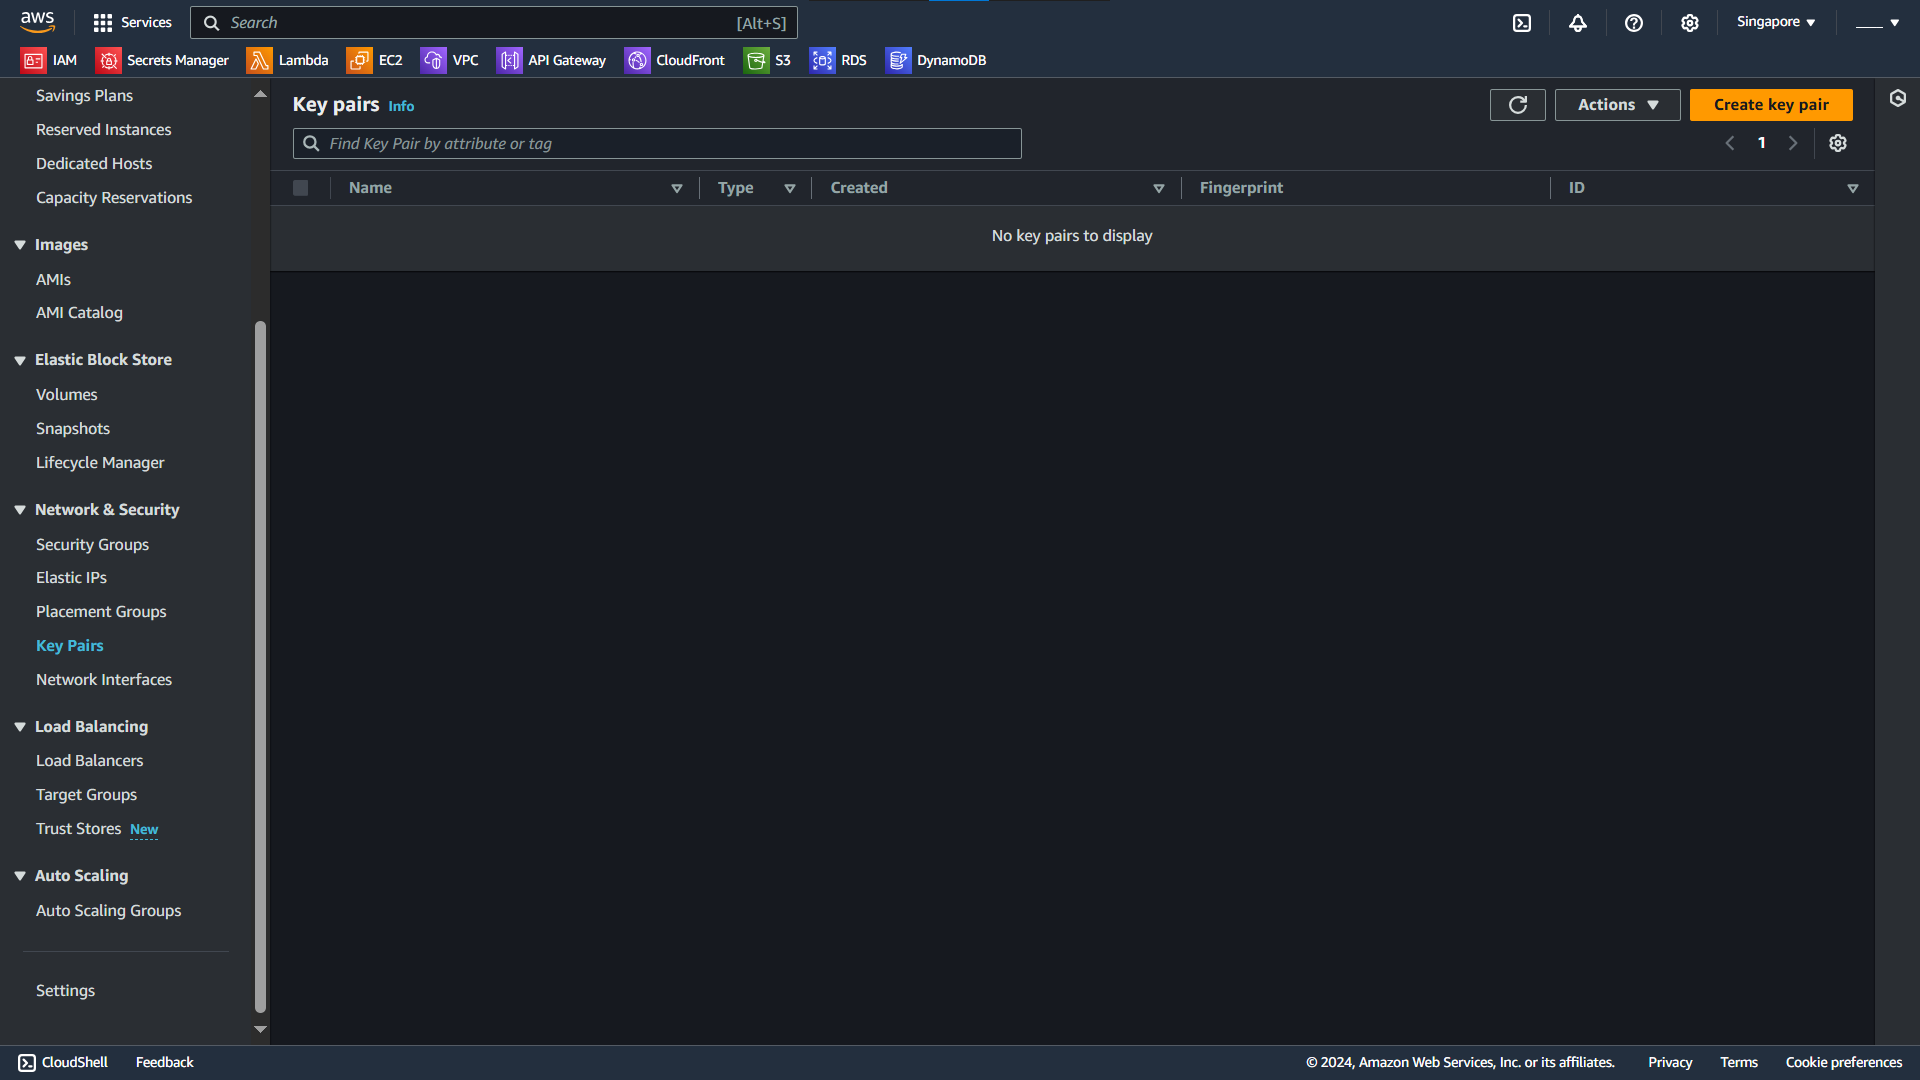 aws
Services
Search
[Alt+S]
Singapore
IAM
Secrets Manager
Lambda
EC2
VPC
API Gateway
CloudFront
S3
RDS
DynamoDB
Savings Plans
Reserved Instances
Dedicated Hosts
Capacity Reservations
Images
AMIs
AMI Catalog
Elastic Block Store
Volumes
Snapshots
Lifecycle Manager
Network & Security
Security Groups
Elastic IPs
Placement Groups
Key Pairs
Network Interfaces
Load Balancing
Load Balancers
Target Groups
Trust Stores New
Auto Scaling
Auto Scaling Groups
Settings
Key pairs Info
Actions
Create key pair
Find Key Pair by attribute or tag
1
Name
Type
Created
Fingerprint
ID
No key pairs to display
CloudShell
Feedback
© 2024, Amazon Web Services, Inc. or its affiliates.
Privacy
Terms
Cookie preferences